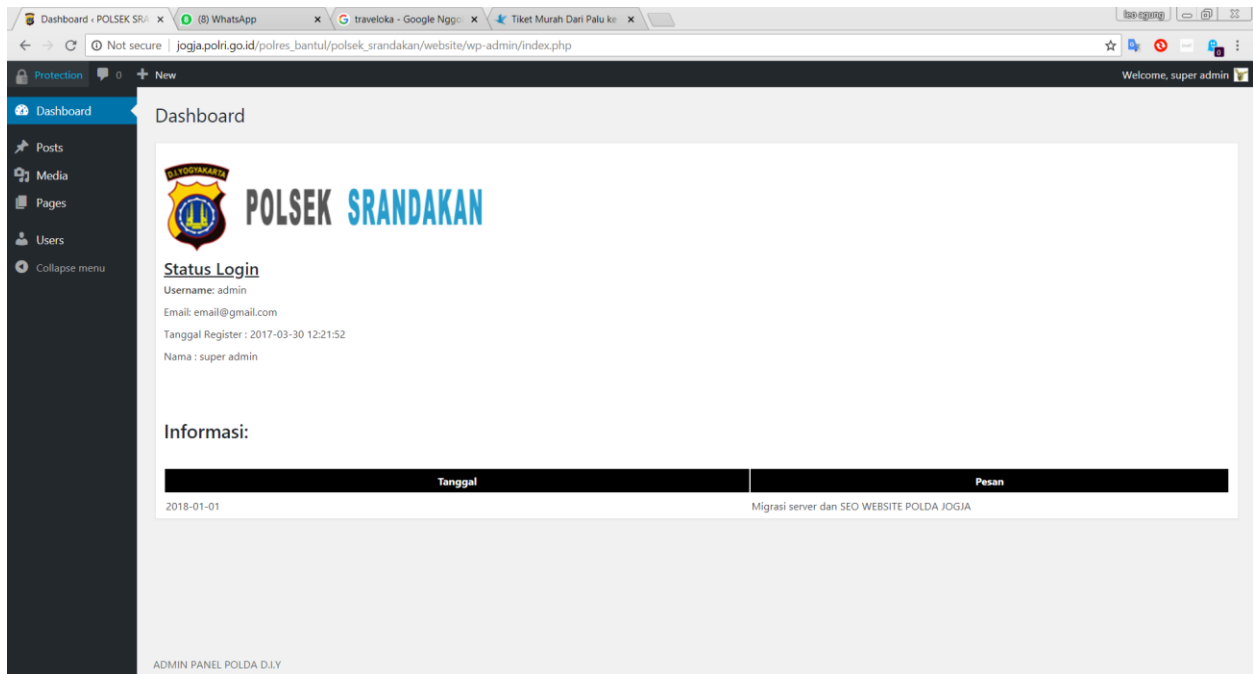 Dashboard ‹ POLSEK SRA
(8) WhatsApp
traveloka - Google Nggo
Tiket Murah Dari Palu ke
Not secure | jogja.polri.go.id/polres_bantul/polsek_srandakan/website/wp-admin/index.php
Protection 0 + New
Welcome, super admin
Dashboard
Posts
Media
Pages
Users
Collapse menu
Dashboard
D.I.YOGYAKARTA
POLSEK SRANDAKAN
Status Login
Username: admin
Email: email@gmail.com
Tanggal Register : 2017-03-30 12:21:52
Nama : super admin
Informasi:
Tanggal Pesan
2018-01-01 Migrasi server dan SEO WEBSITE POLDA JOGJA
ADMIN PANEL POLDA D.I.Y